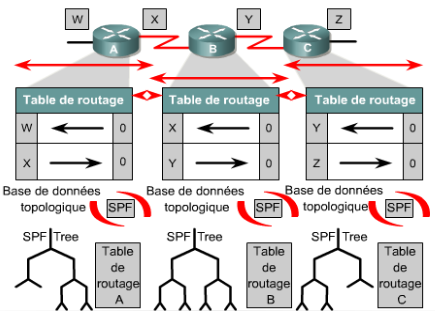 W X Y Z
A B C
Table de routage Table de routage Table de routage
W 0 X 0 Y 0
X 0 Y 0 Z 0
Base de données Base de données Base de données
topologique SPF topologique SPF topologique SPF
SPF Tree SPF Tree SPF Tree
Table
de
routage
A
Table
de
routage
B
Table
de
routage
C